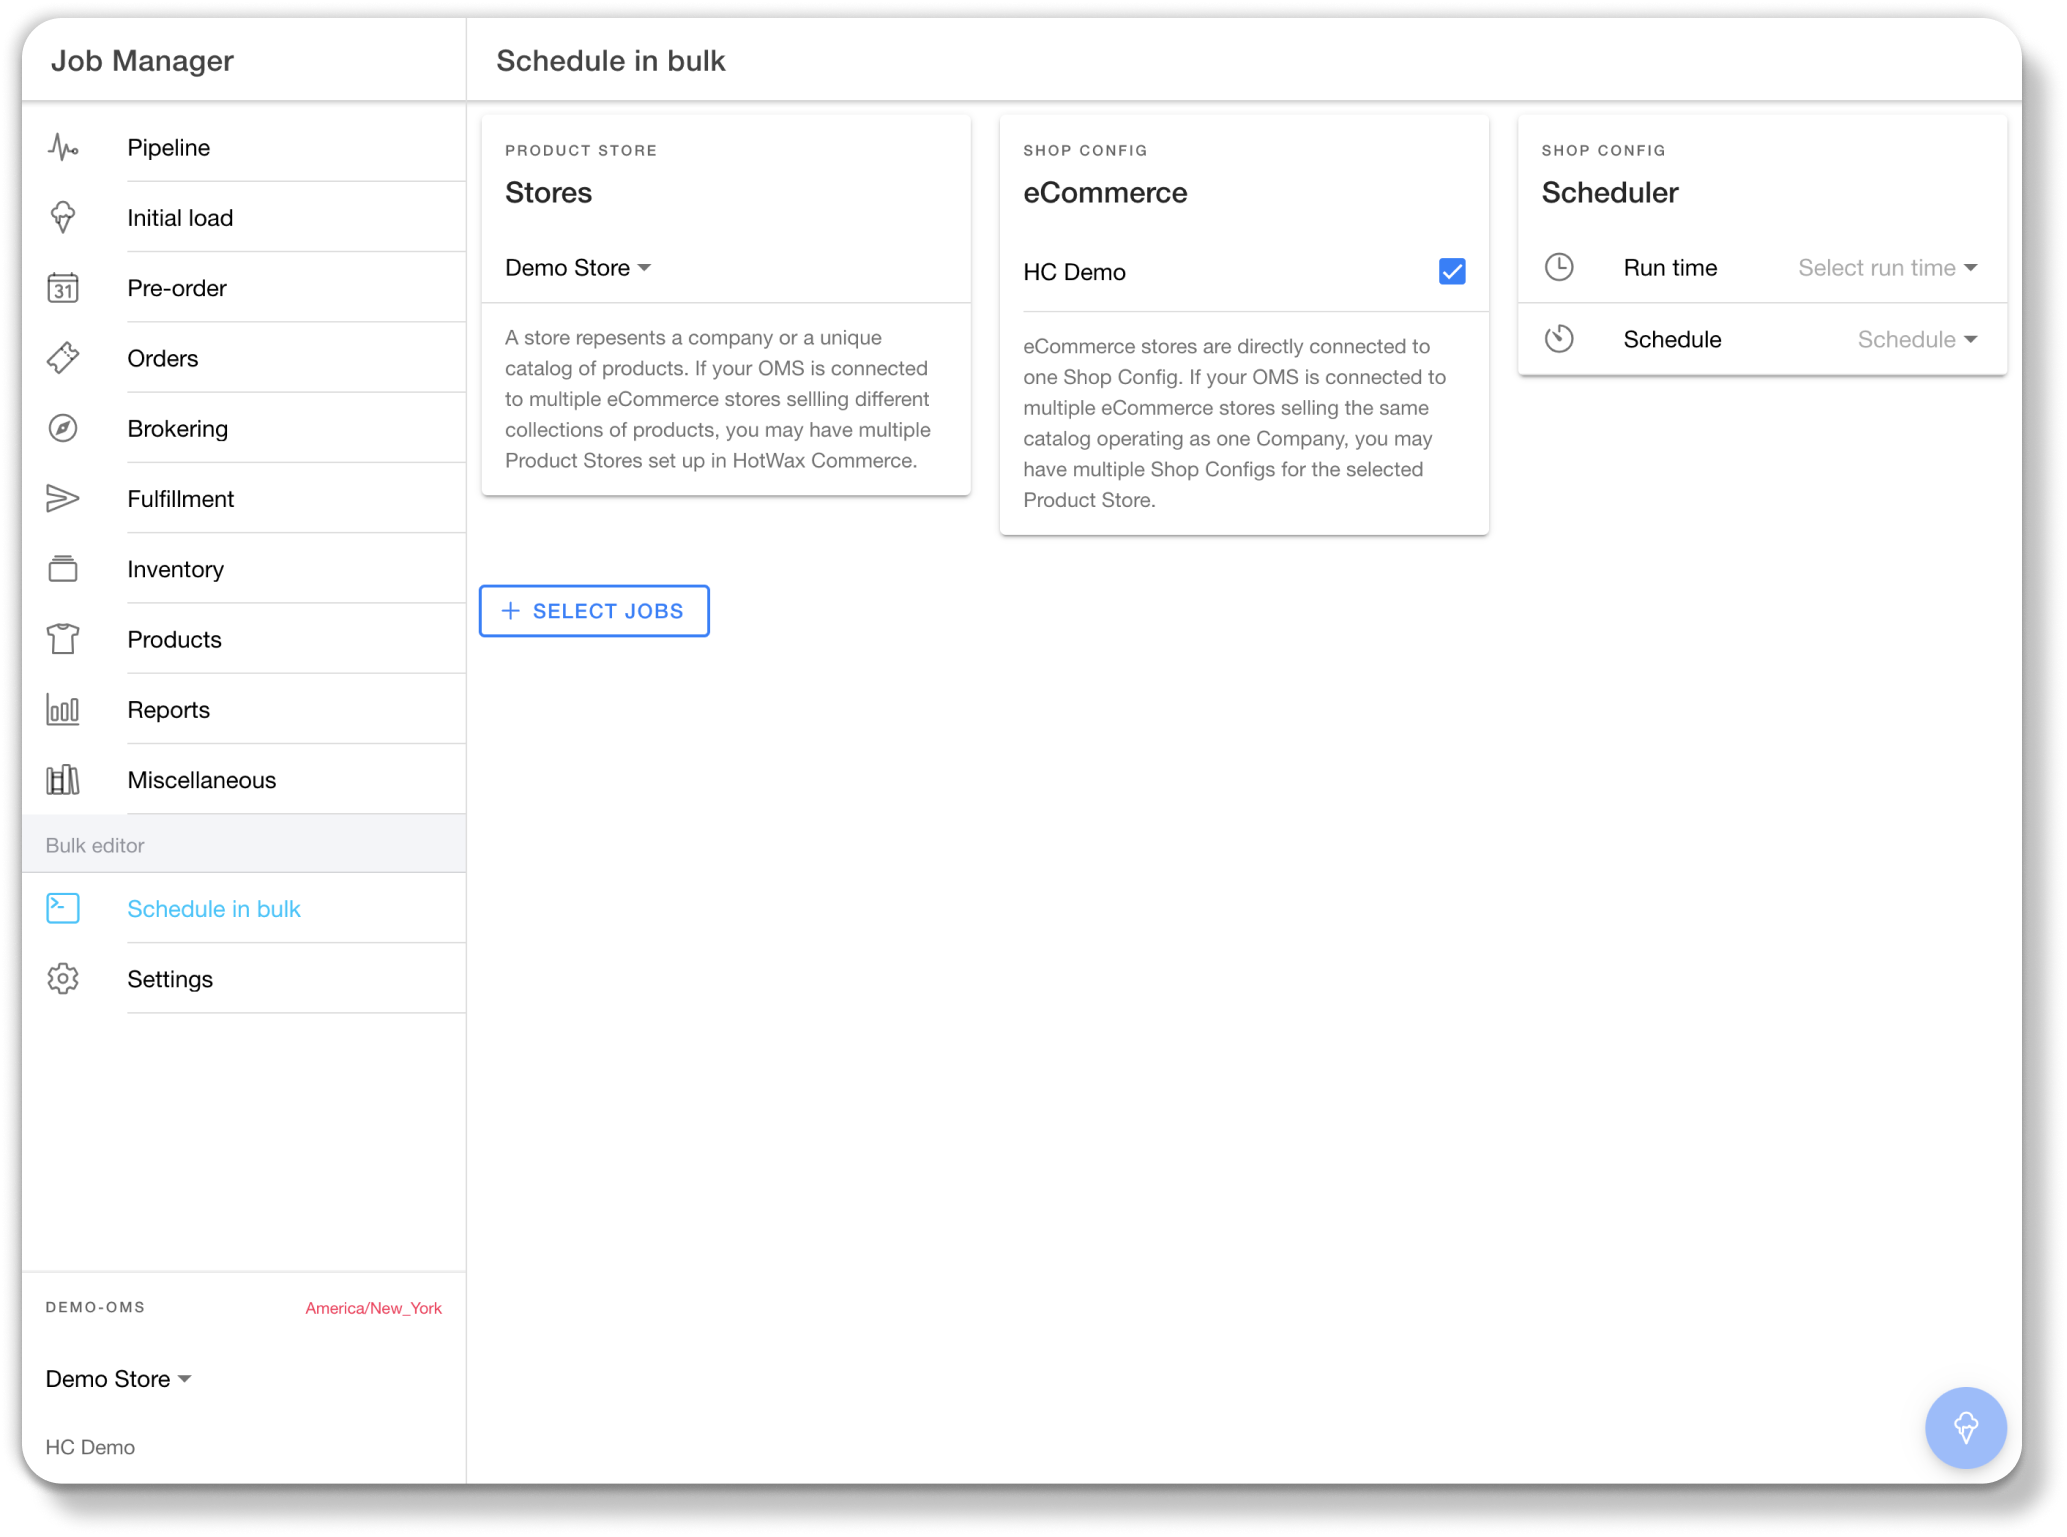 Job Manager
Schedule in bulk
Pipeline
Initial load
31
Pre-order
Orders
Brokering
Fulfillment
Inventory
Products
Reports
Miscellaneous
Bulk editor
Schedule in bulk
Settings
DEMO-OMS
America/New_York
Demo Store
HC Demo
PRODUCT STORE
Stores
Demo Store
A store repesents a company or a unique
catalog of products. If your OMS is connected
to multiple eCommerce stores sellling different
collections of products, you may have multiple
Product Stores set up in HotWax Commerce.
SHOP CONFIG
eCommerce
HC Demo
eCommerce stores are directly connected to
one Shop Config. If your OMS is connected to
multiple eCommerce stores selling the same
catalog operating as one Company, you may
have multiple Shop Configs for the selected
Product Store.
SHOP CONFIG
Scheduler
Run time Select run time
Schedule Schedule
+ SELECT JOBS